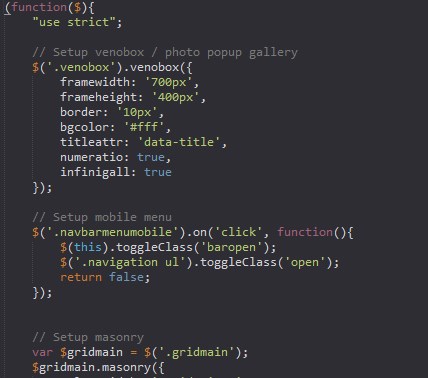 (function($){
"use strict";
// Setup venobox / photo popup gallery
$('.venobox').venobox({
framewidth: '700px',
frameheight: '400px',
border: '10px',
bgcolor: '#fff',
titleattr: 'data-title',
numeratio: true,
infinigall: true
});
// Setup mobile menu
$('.navbarmenumobile').on('click', function(){
$(this).toggleClass('baropen');
$('.navigation ul').toggleClass('open');
return false;
});
// Setup masonry
var $gridmain = $('.gridmain');
$gridmain.masonry({